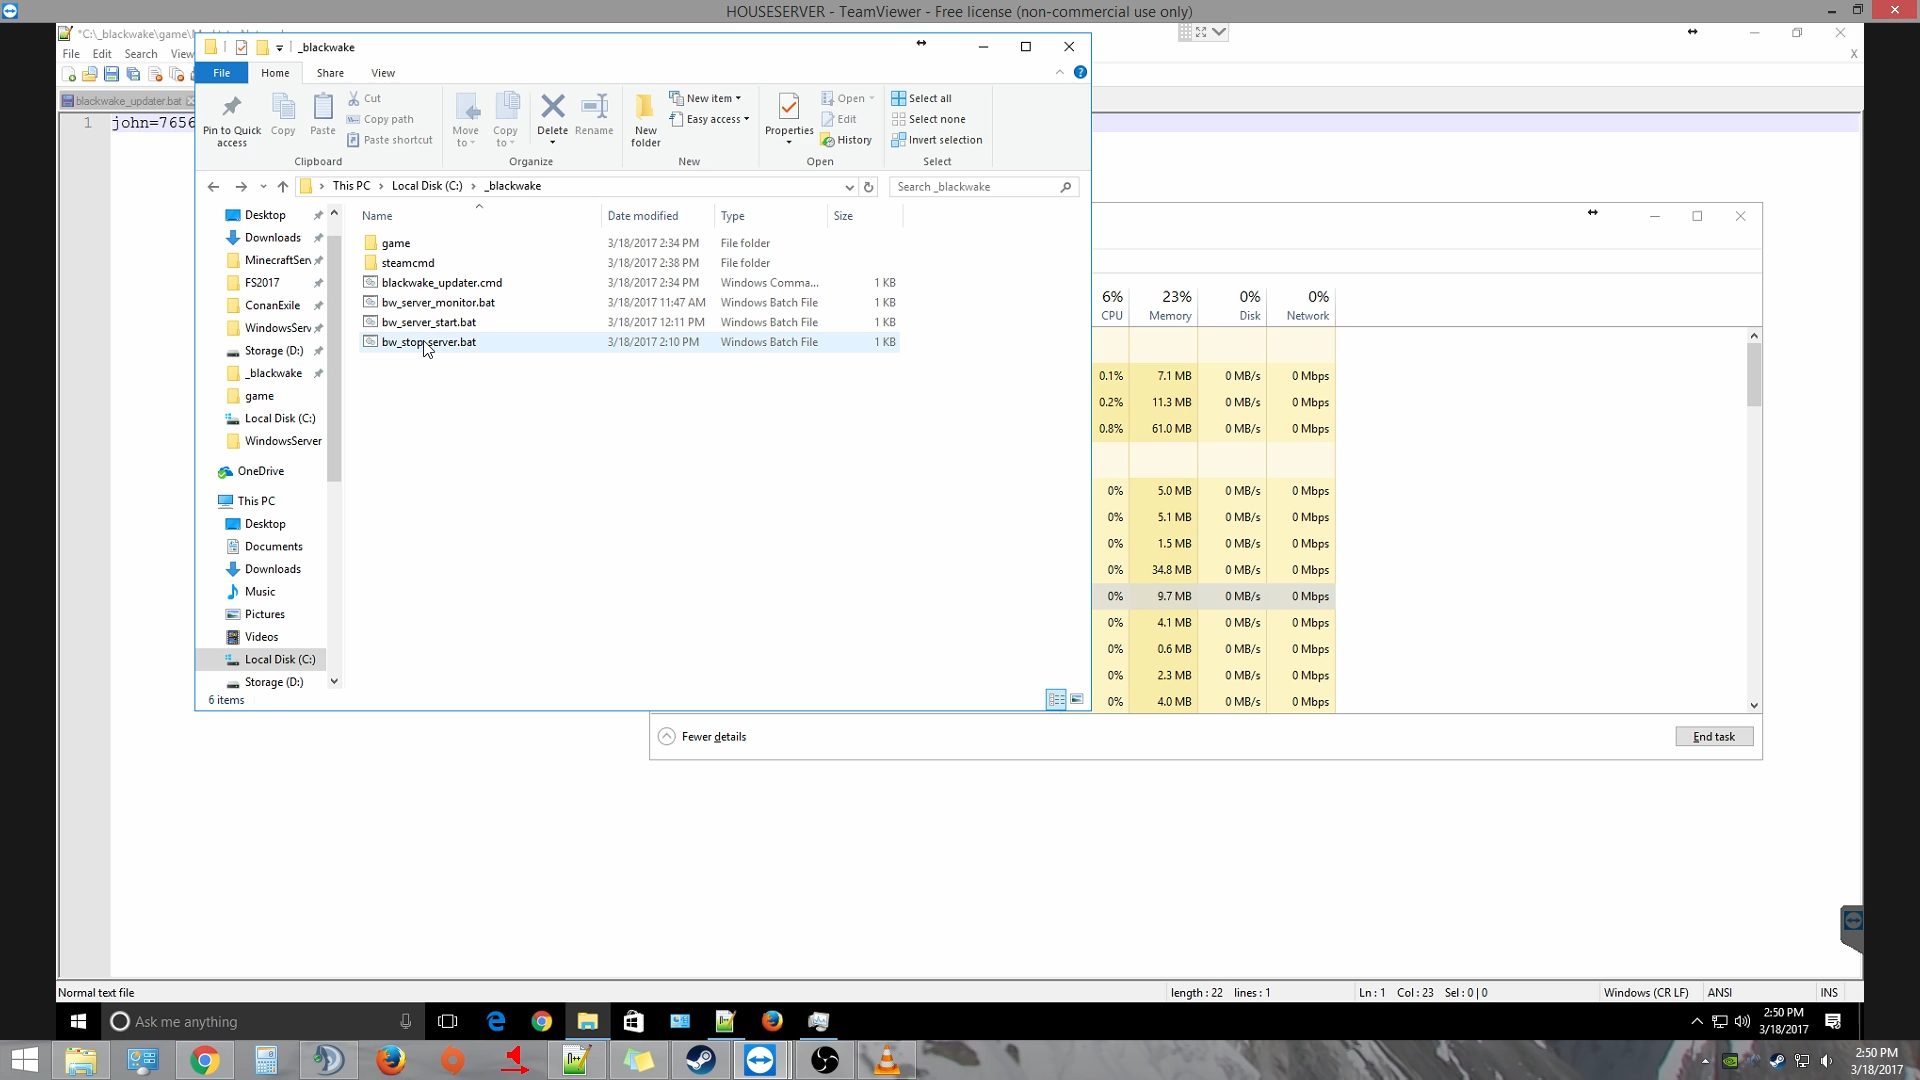 HOUSESERVER - TeamViewer - Free license (non-commercial use only)
*C:\_blackwake\game\
_blackwake
File Edit Search View
X
File Home Share View
Pin to Quick access
Copy
Paste
Cut
Copy path
Paste shortcut
Clipboard
Move to
Copy to
Delete
Rename
Organize
New folder
New item
Easy access
New
Properties
Open
Edit
History
Open
Select all
Select none
Invert selection
Select
blackwake_updater.bat
1 john=7656
This PC > Local Disk (C:) > _blackwake
Search _blackwake
Name Date modified Type Size
game 3/18/2017 2:34 PM File folder
steamcmd 3/18/2017 2:38 PM File folder
blackwake_updater.cmd 3/18/2017 2:34 PM Windows Comma... 1 KB
bw_server_monitor.bat 3/18/2017 11:47 AM Windows Batch File 1 KB
bw_server_start.bat 3/18/2017 12:11 PM Windows Batch File 1 KB
bw_stop_server.bat 3/18/2017 2:10 PM Windows Batch File 1 KB
Desktop
Downloads
MinecraftServ
FS2017
ConanExile
WindowsServ
Storage (D:)
_blackwake
game
Local Disk (C:)
WindowsServer
OneDrive
This PC
Desktop
Documents
Downloads
Music
Pictures
Videos
Local Disk (C:)
Storage (D:)
6 items
6% 23% 0% 0%
CPU Memory Disk Network
0.1% 7.1 MB 0 MB/s 0 Mbps
0.2% 11.3 MB 0 MB/s 0 Mbps
0.8% 61.0 MB 0 MB/s 0 Mbps
0% 5.0 MB 0 MB/s 0 Mbps
0% 5.1 MB 0 MB/s 0 Mbps
0% 1.5 MB 0 MB/s 0 Mbps
0% 34.8 MB 0 MB/s 0 Mbps
0% 9.7 MB 0 MB/s 0 Mbps
0% 4.1 MB 0 MB/s 0 Mbps
0% 0.6 MB 0 MB/s 0 Mbps
0% 2.3 MB 0 MB/s 0 Mbps
0% 4.0 MB 0 MB/s 0 Mbps
Fewer details
End task
Normal text file length : 22 lines : 1 Ln : 1 Col : 23 Sel : 0 | 0 Windows (CR LF) ANSI INS
Ask me anything
2:50 PM
3/18/2017
2:50 PM
3/18/2017